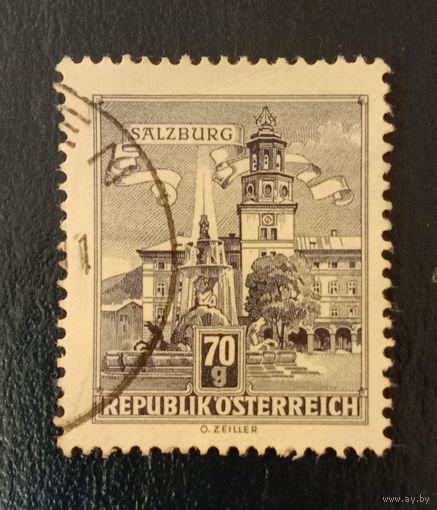 SALZBURG
70
g
REPUBLIK ÖSTERREICH
O. ZEILLER
www.ay.by